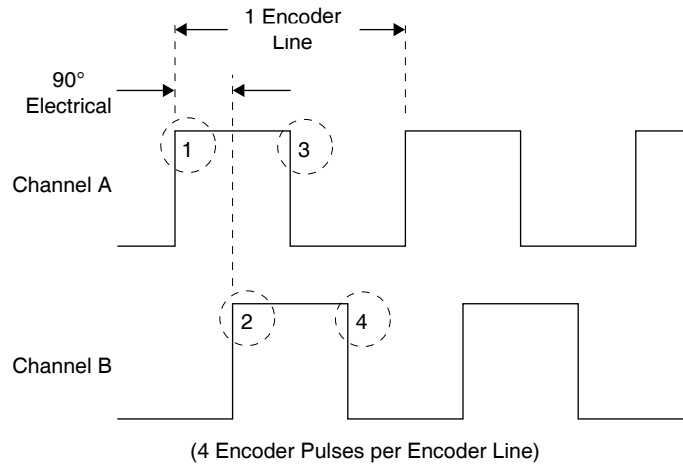 1 Encoder
Line
90°
Electrical
1
3
Channel A
2
4
Channel B
(4 Encoder Pulses per Encoder Line)